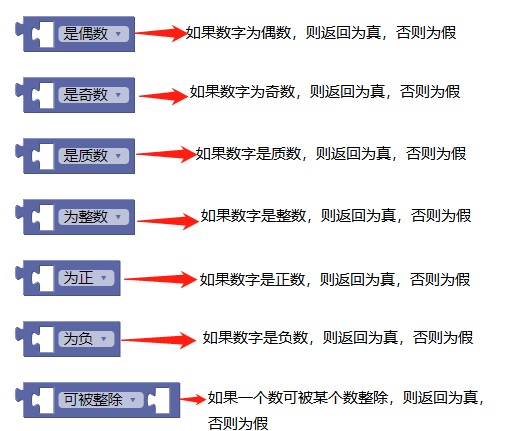 是偶数 如果数字为偶数，则返回为真，否则为假
是奇数 如果数字为奇数，则返回为真，否则为假
是质数 如果数字是质数，则返回为真，否则为假
为整数 如果数字是整数，则返回为真，否则为假
为正 如果数字是正数，则返回为真，否则为假
为负 如果数字是负数，则返回为真，否则为假
可被整除 如果一个数可被某个数整除，则返回为真，
否则为假